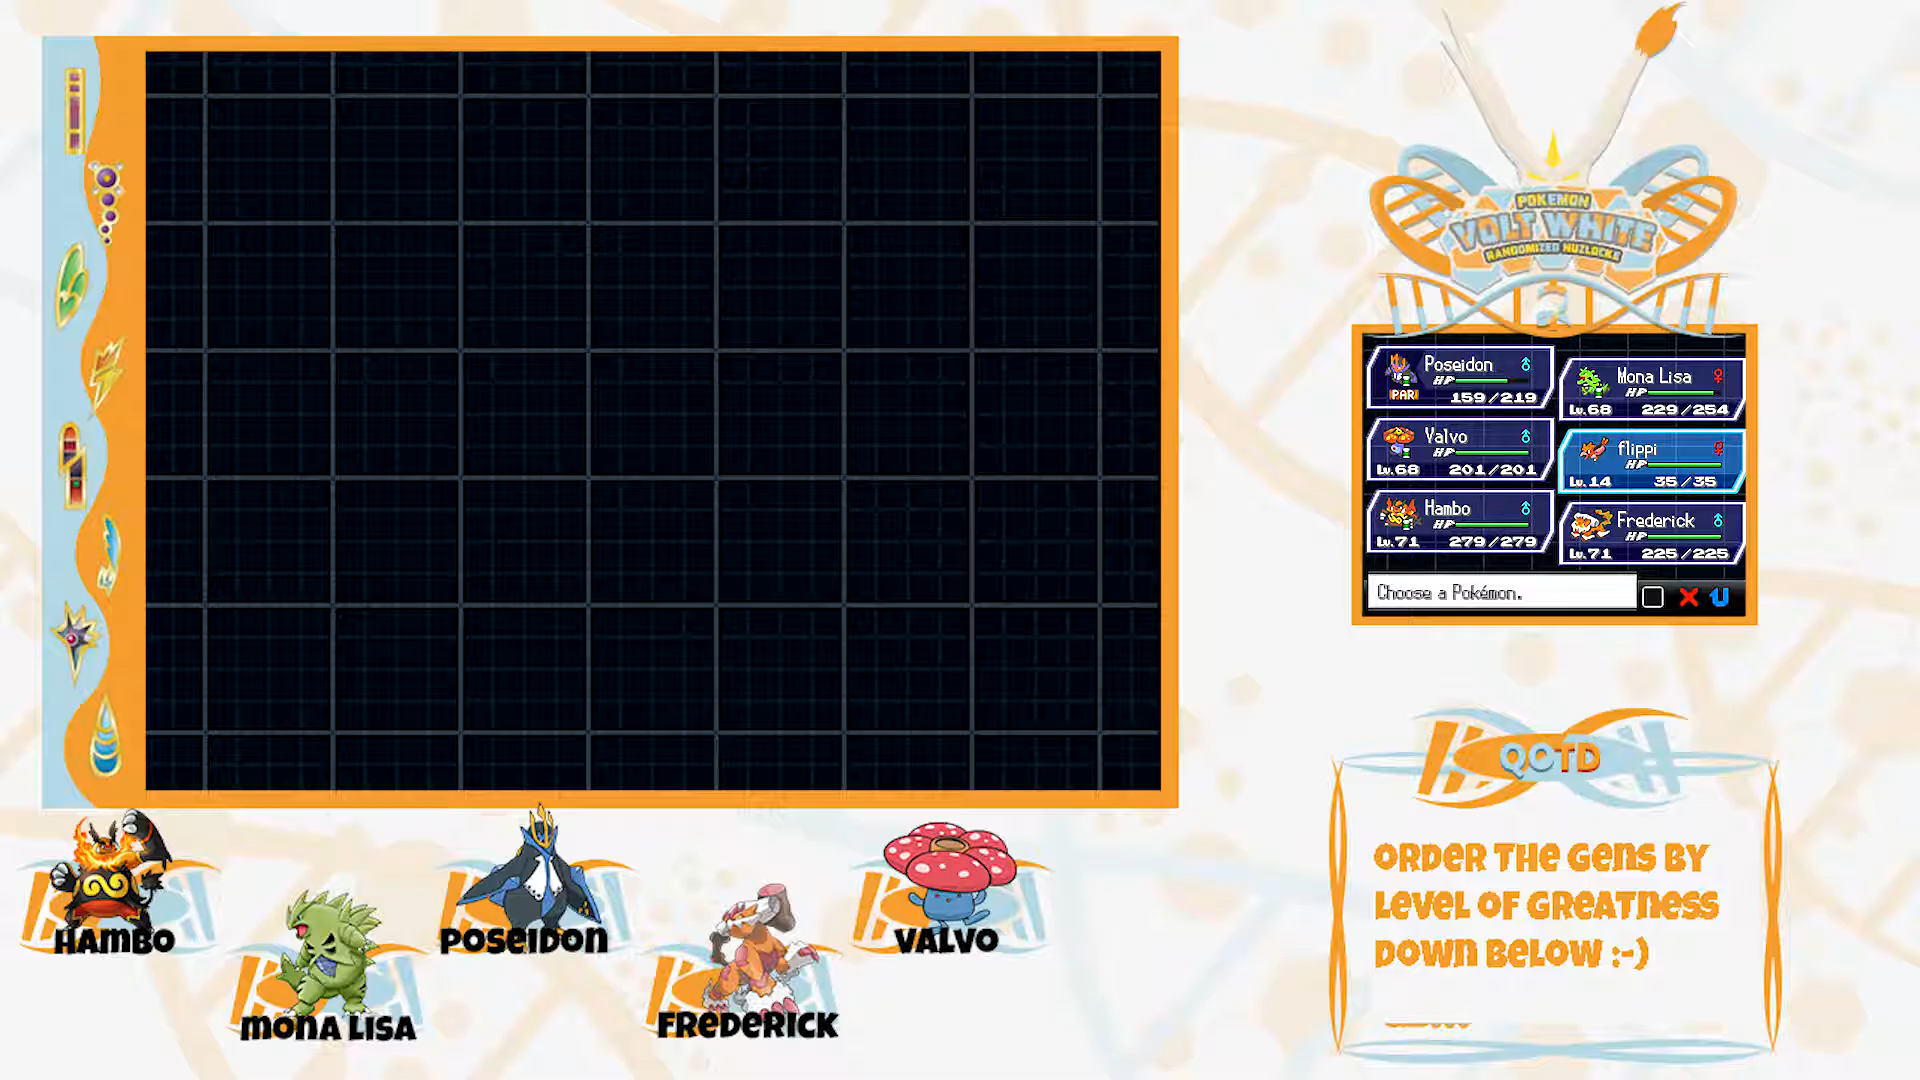 POKEMON
VOLT WHITE
RANDOMIZED NUZLOCKE
2
Poseidon ♂
HP
PAR 159/219
Mona Lisa ♀
HP
Lv.68 229/254
Valvo ♂
HP
Lv.68 201/201
flippi ♀
HP
Lv.14 35/35
Hambo ♂
HP
Lv.71 279/279
Frederick ♂
HP
Lv.71 225/225
Choose a Pokémon.
QOTD
ORDER THE GENS BY
LEVEL OF GREATNESS
DOWN BELOW :-)
HAMBO
MONA LISA
POSEIDON
FREDERICK
VALVO